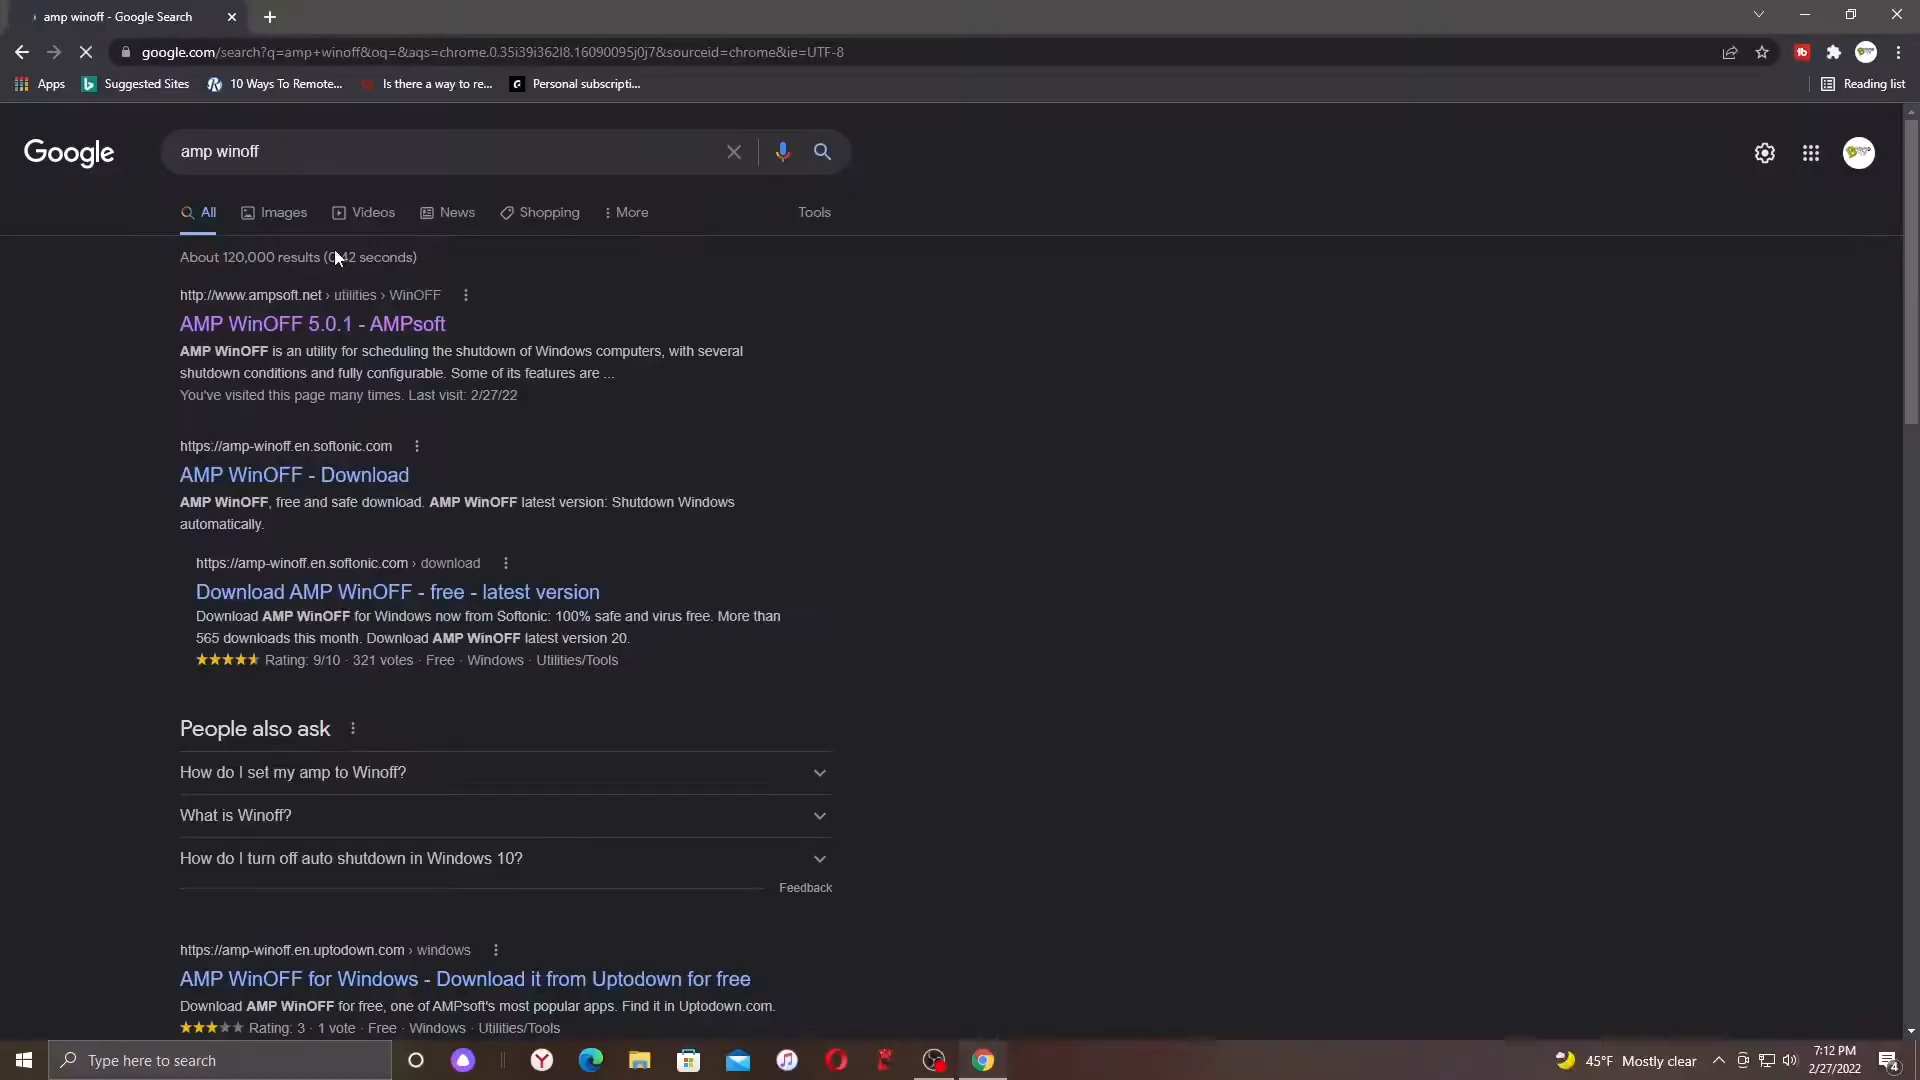 amp winoff - Google Search
google.com/search?q=amp+winoff&oq=&aqs=chrome.0.35i39i362l8.16090095j0j7&sourceid=chrome&ie=UTF-8
Apps Suggested Sites 10 Ways To Remote... Is there a way to re... Personal subscripti... Reading list
Google amp winoff
All Images Videos News Shopping More Tools
About 120,000 results (0.42 seconds)
http://www.ampsoft.net › utilities › WinOFF
AMP WinOFF 5.0.1 - AMPsoft
AMP WinOFF is an utility for scheduling the shutdown of Windows computers, with several
shutdown conditions and fully configurable. Some of its features are ...
You've visited this page many times. Last visit: 2/27/22
https://amp-winoff.en.softonic.com
AMP WinOFF - Download
AMP WinOFF, free and safe download. AMP WinOFF latest version: Shutdown Windows
automatically.
https://amp-winoff.en.softonic.com › download
Download AMP WinOFF - free - latest version
Download AMP WinOFF for Windows now from Softonic: 100% safe and virus free. More than
565 downloads this month. Download AMP WinOFF latest version 20.
Rating: 9/10 · 321 votes · Free · Windows · Utilities/Tools
People also ask
How do I set my amp to Winoff?
What is Winoff?
How do I turn off auto shutdown in Windows 10?
Feedback
https://amp-winoff.en.uptodown.com › windows
AMP WinOFF for Windows - Download it from Uptodown for free
Download AMP WinOFF for free, one of AMPsoft's most popular apps. Find it in Uptodown.com.
Rating: 3 · 1 vote · Free · Windows · Utilities/Tools
Type here to search 45°F Mostly clear 7:12 PM
2/27/2022 4